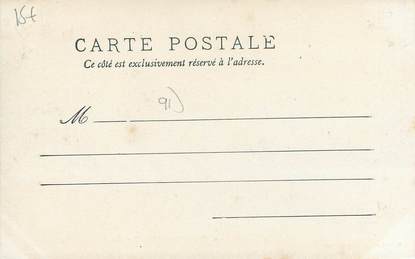 15f
CARTE POSTALE
Ce côté est exclusivement réservé à l'adresse.
91)
M